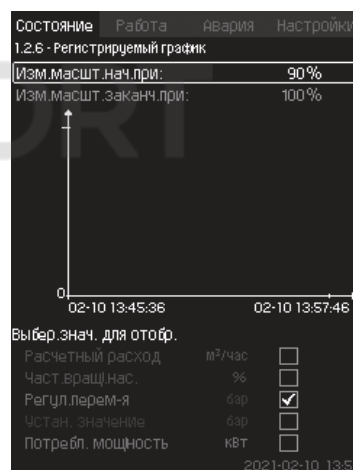 Состояние Работа Авария Настройки
1.2.6 - Регистрируемый график
Изм.масшт.нач.при: 90%
Изм.масшт.заканч.при: 100%
0
02-10 13:45:36 02-10 13:57:46
Выбер.знач. для отобр.
Расчетный расход м³/час
Част.вращ.нас. %
Регул.перем-я бар
Устан. значение бар
Потребл. мощность кВт
2021-02-10 13:5